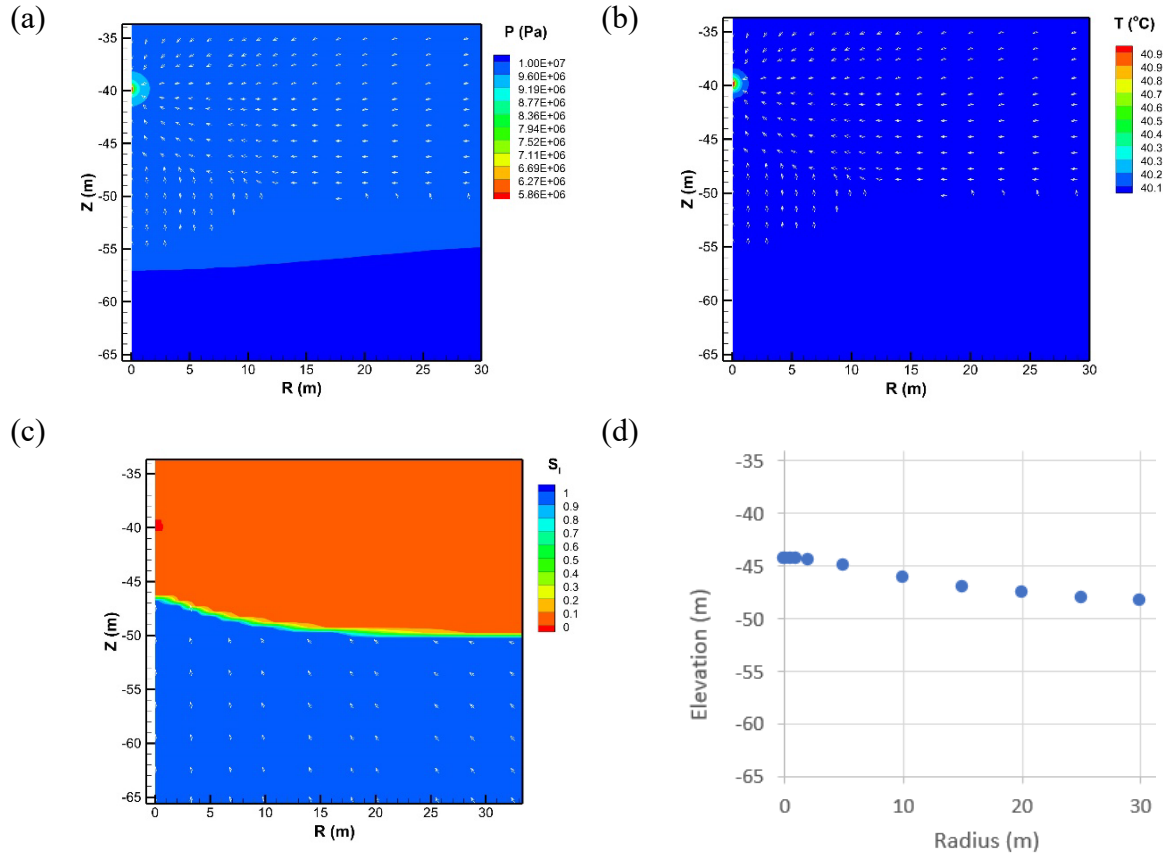 (a)
P (Pa)
1.00E+07
9.60E+06
9.19E+06
8.77E+06
8.36E+06
7.94E+06
7.52E+06
7.11E+06
6.69E+06
6.27E+06
5.86E+06
Z (m)
-35
-40
-45
-50
-55
-60
-65
0 5 10 15 20 25 30
R (m)
(b)
T (°C)
40.9
40.9
40.8
40.7
40.6
40.5
40.4
40.3
40.3
40.2
40.1
Z (m)
-35
-40
-45
-50
-55
-60
-65
0 5 10 15 20 25 30
R (m)
(c)
Sl
1
0.9
0.8
0.7
0.6
0.5
0.4
0.3
0.2
0.1
0
Z (m)
-35
-40
-45
-50
-55
-60
-65
0 5 10 15 20 25 30
R (m)
(d)
Elevation (m)
-35
-40
-45
-50
-55
-60
-65
0 10 20 30
Radius (m)